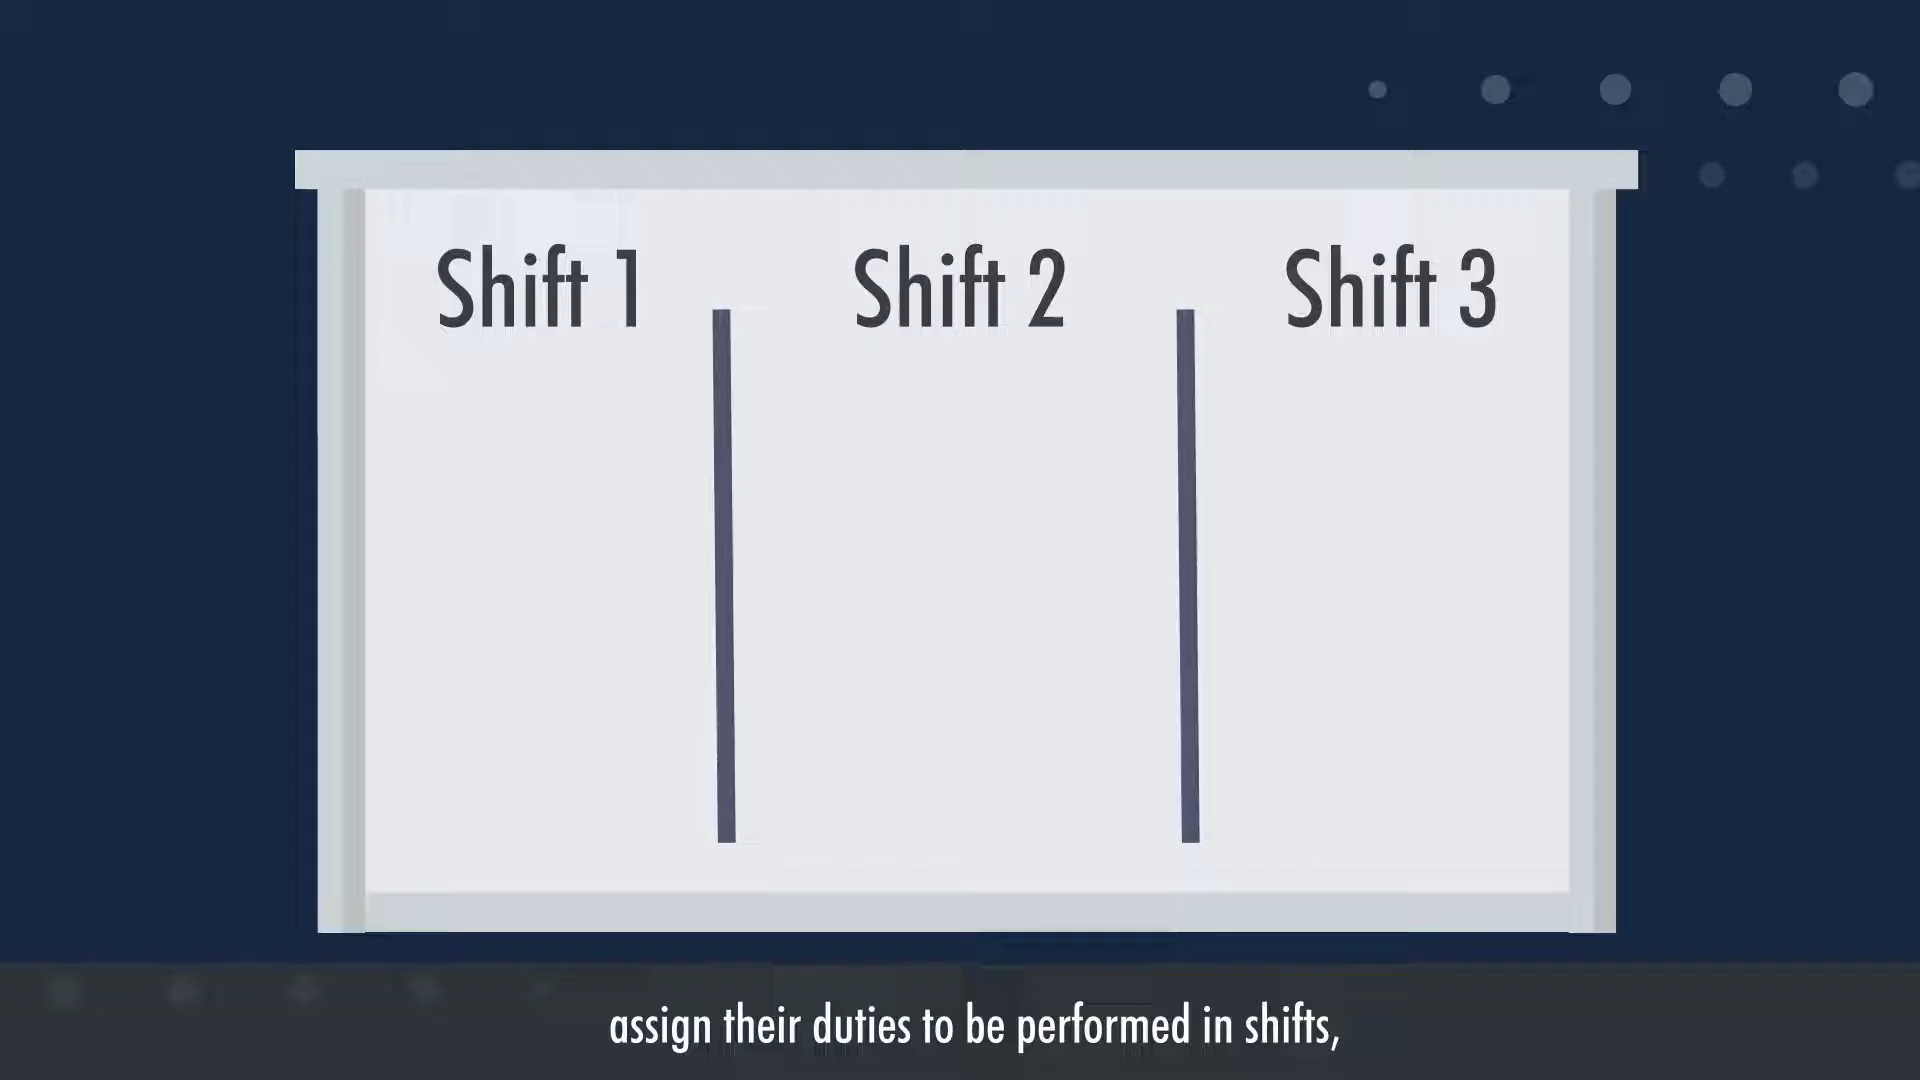 Shift 1 Shift 2 Shift 3
assign their duties to be performed in shifts,